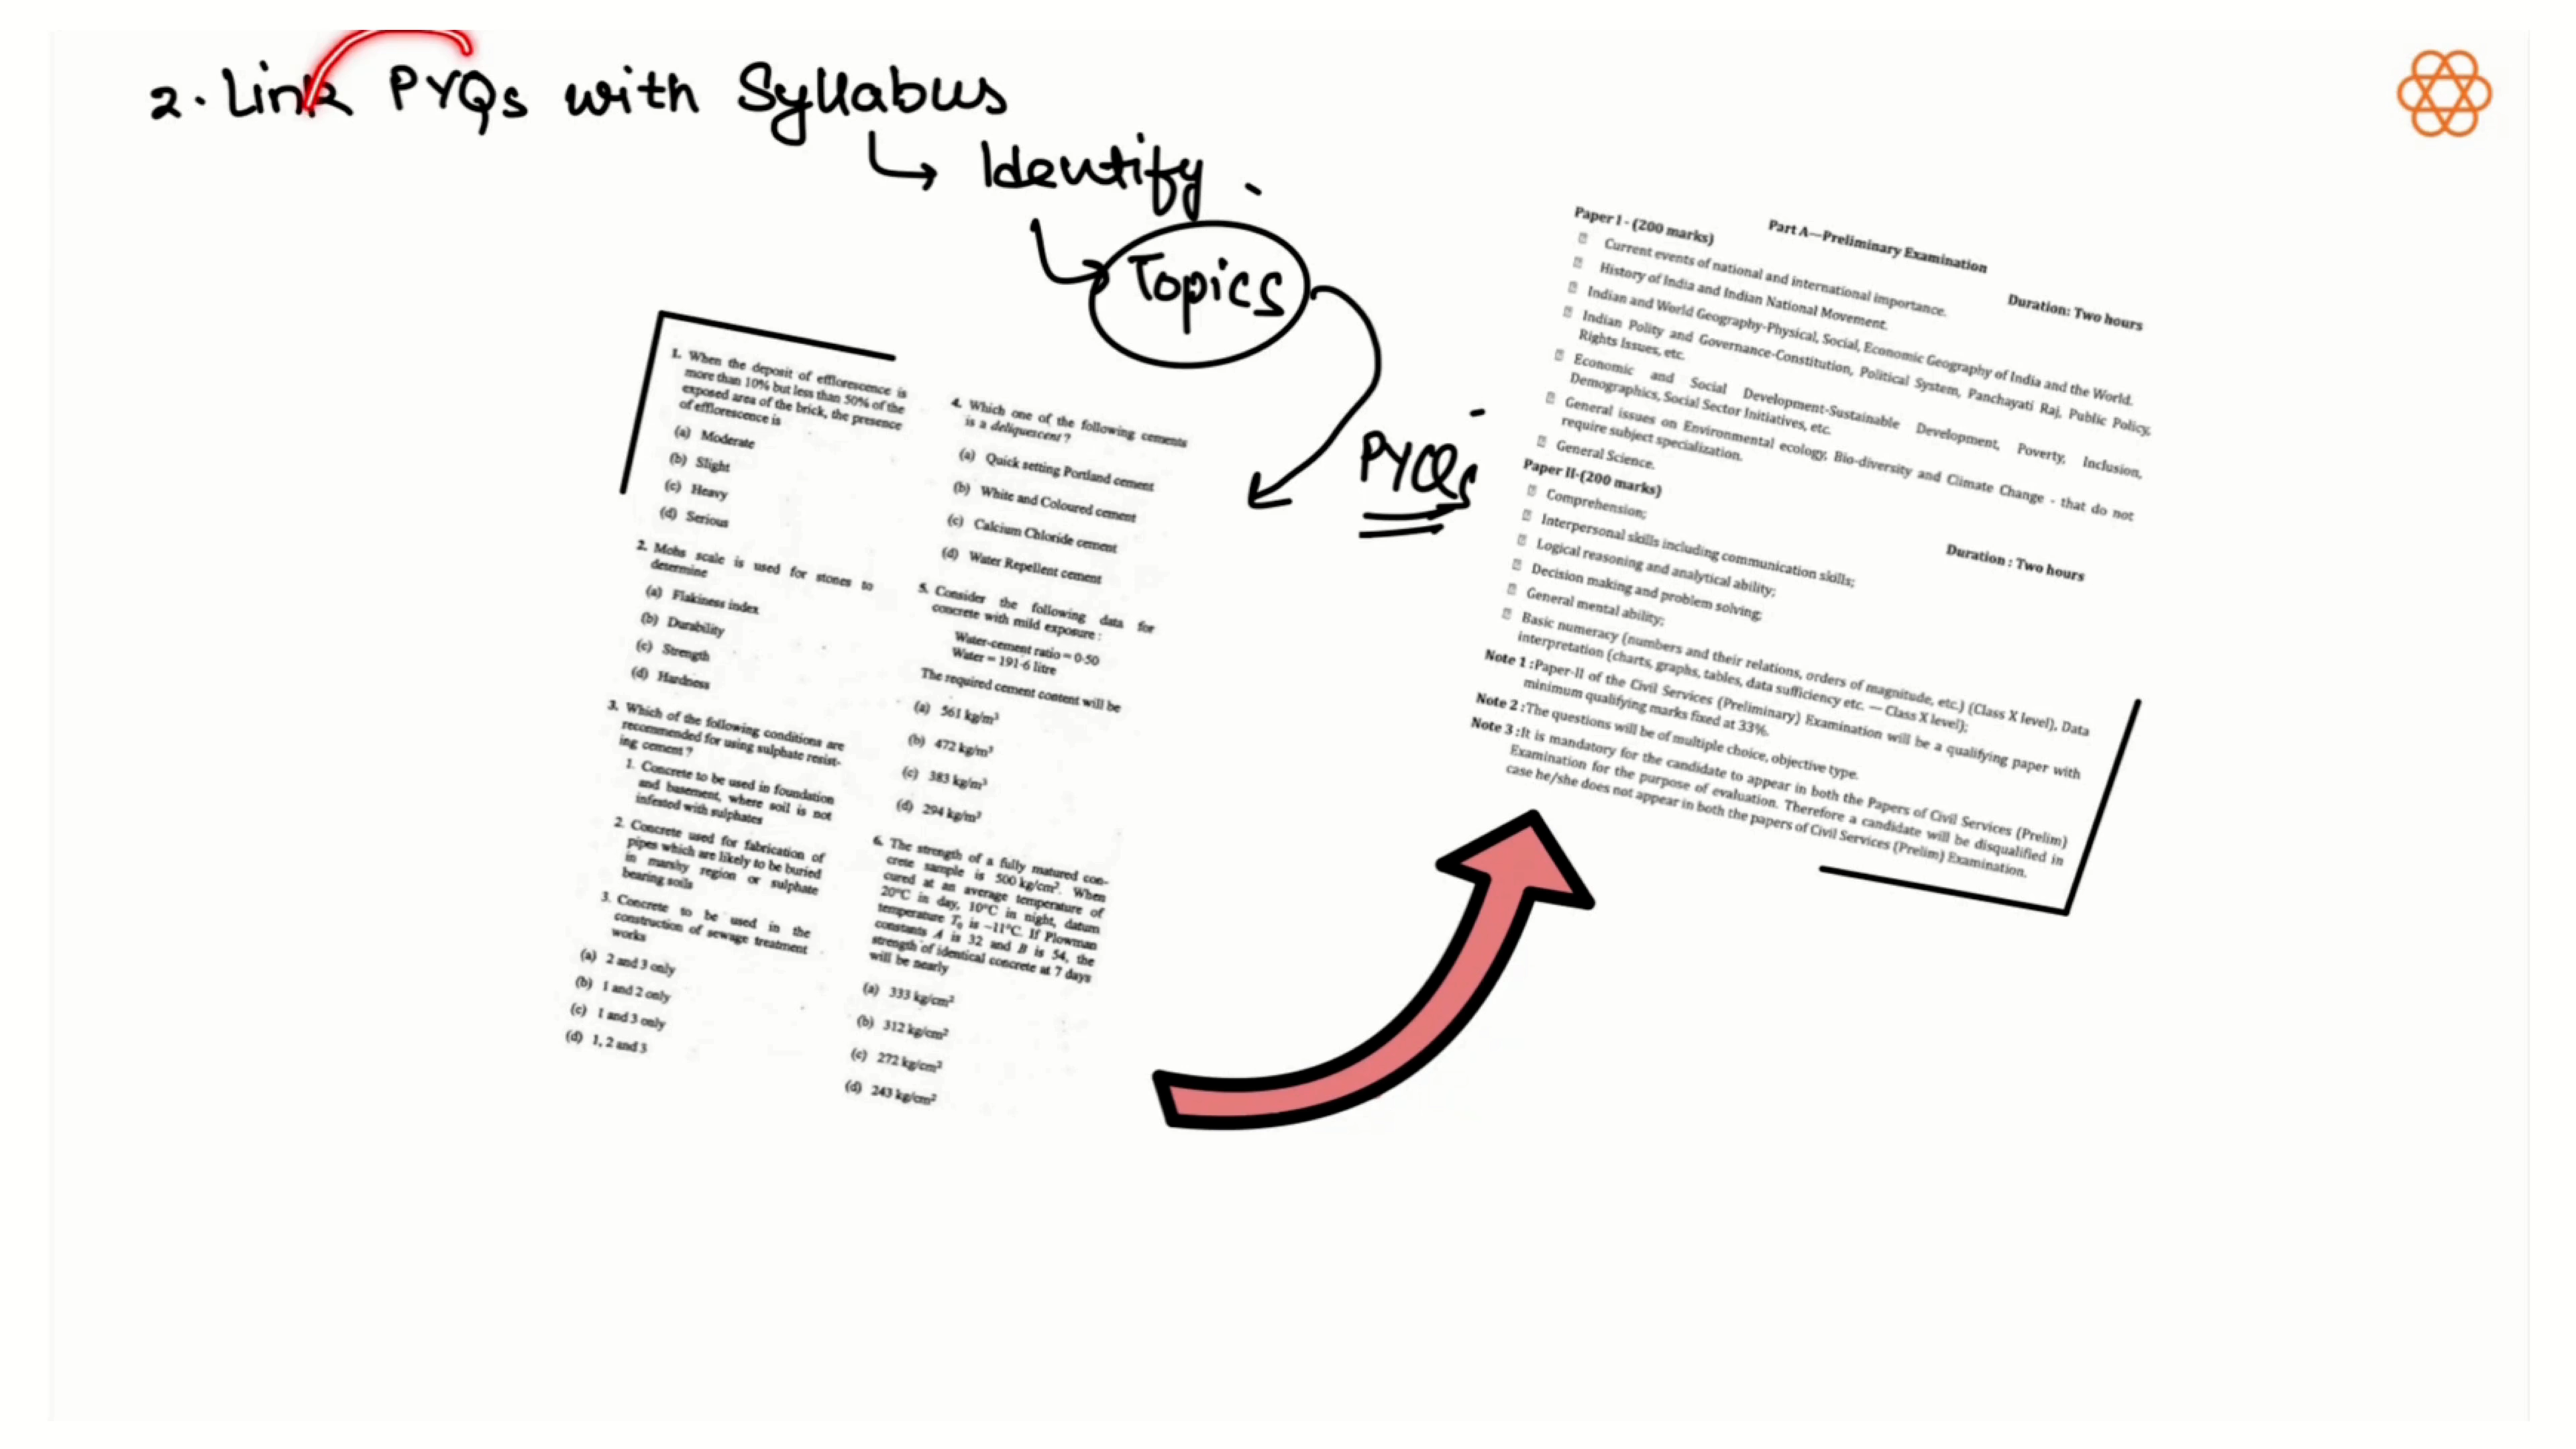 2. Link PYQs with Syllabus
Identify.
Topics
PYQs
1. When the deposit of efflorescence is
more than 10% but less than 50% of the
exposed area of the brick, the presence
of efflorescence is
(a) Moderate
(b) Slight
(c) Heavy
(d) Serious
2. Mohs scale is used for stones to
determine
(a) Flakiness index
(b) Durability
(c) Strength
(d) Hardness
3. Which of the following conditions are
recommended for using sulphate resist-
ing cement ?
1. Concrete to be used in foundation
and basement, where soil is not
infested with sulphates
2. Concrete used for fabrication of
pipes which are likely to be buried
in marshy region or sulphate
bearing soils
3. Concrete to be used in the
construction of sewage treatment
works
(a) 2 and 3 only
(b) 1 and 2 only
(c) 1 and 3 only
(d) 1, 2 and 3
4. Which one of the following cements
is a deliquescent ?
(a) Quick setting Portland cement
(b) White and Coloured cement
(c) Calcium Chloride cement
(d) Water Repellent cement
5. Consider the following data for
concrete with mild exposure :
Water-cement ratio = 0·50
Water = 191·6 litre
The required cement content will be
(a) 561 kg/m³
(b) 472 kg/m³
(c) 383 kg/m³
(d) 294 kg/m³
6. The strength of a fully matured con-
crete sample is 500 kg/cm². When
cured at an average temperature of
20°C in day, 10°C in night, datum
temperature T₀ is −11°C. If Plowman
constants A is 32 and B is 54, the
strength of identical concrete at 7 days
will be nearly
(a) 333 kg/cm²
(b) 312 kg/cm²
(c) 272 kg/cm²
(d) 243 kg/cm²
Part A—Preliminary Examination
Paper I - (200 marks) Duration: Two hours
Current events of national and international importance.
History of India and Indian National Movement.
Indian and World Geography-Physical, Social, Economic Geography of India and the World.
Indian Polity and Governance-Constitution, Political System, Panchayati Raj, Public Policy,
Rights Issues, etc.
Economic and Social Development-Sustainable Development, Poverty, Inclusion,
Demographics, Social Sector Initiatives, etc.
General issues on Environmental ecology, Bio-diversity and Climate Change - that do not
require subject specialization.
General Science.
Paper II-(200 marks) Duration : Two hours
Comprehension;
Interpersonal skills including communication skills;
Logical reasoning and analytical ability;
Decision making and problem solving;
General mental ability;
Basic numeracy (numbers and their relations, orders of magnitude, etc.) (Class X level), Data
interpretation (charts, graphs, tables, data sufficiency etc. — Class X level);
Note 1 :Paper-II of the Civil Services (Preliminary) Examination will be a qualifying paper with
minimum qualifying marks fixed at 33%.
Note 2 :The questions will be of multiple choice, objective type.
Note 3 :It is mandatory for the candidate to appear in both the Papers of Civil Services (Prelim)
Examination for the purpose of evaluation. Therefore a candidate will be disqualified in
case he/she does not appear in both the papers of Civil Services (Prelim) Examination.